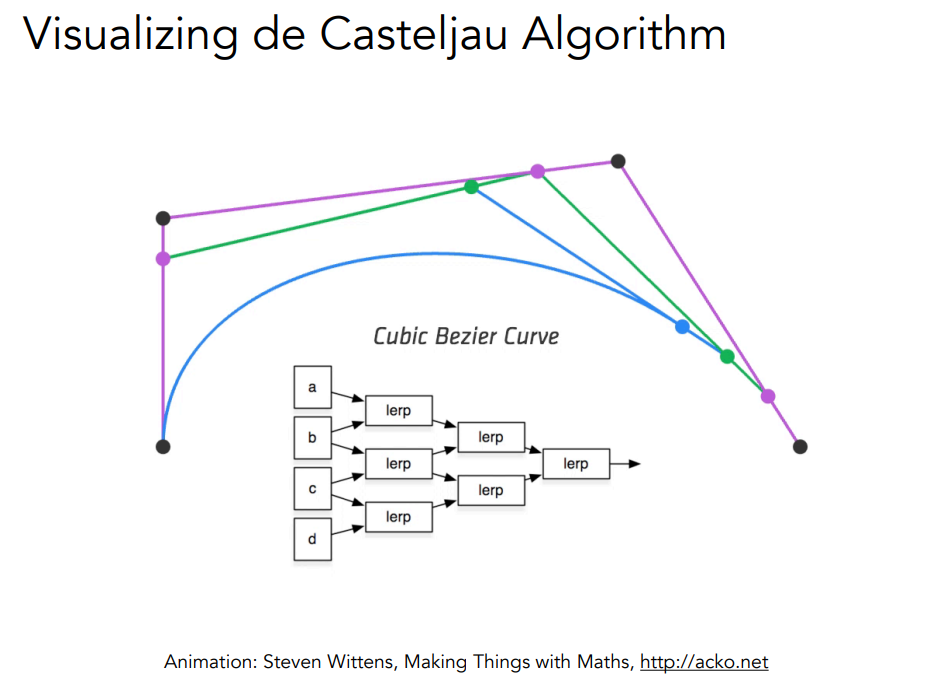 Visualizing de Casteljau Algorithm
Cubic Bezier Curve
a
lerp
b
lerp
lerp
lerp
c
lerp
lerp
d
Animation: Steven Wittens, Making Things with Maths, http://acko.net